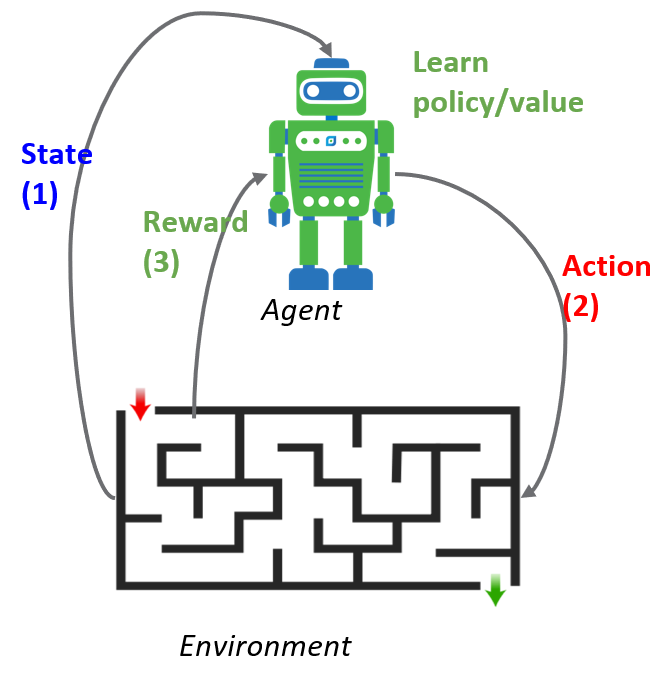 Learn
policy/value
State
(1)
Reward
(3)
Action
(2)
Agent
Environment